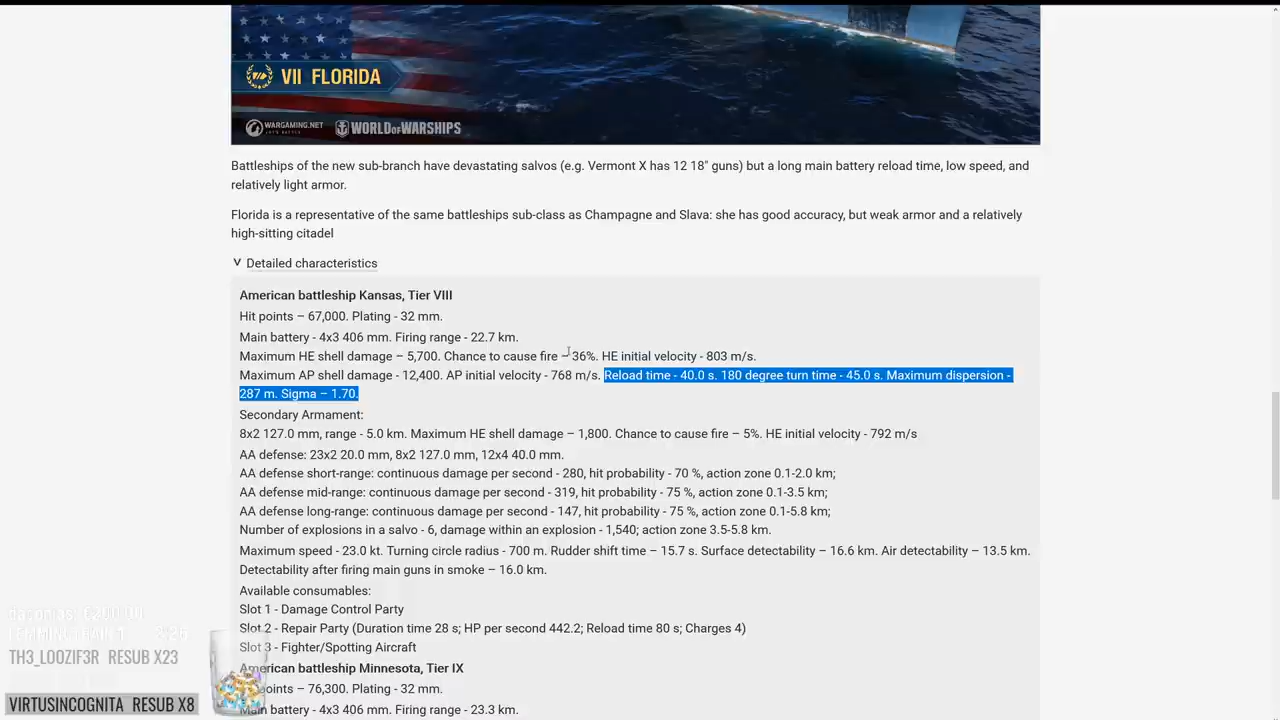 VII FLORIDA
WARGAMING.NET
LET'S BATTLE
WORLD OF WARSHIPS
Battleships of the new sub-branch have devastating salvos (e.g. Vermont X has 12 18" guns) but a long main battery reload time, low speed, and
relatively light armor.
Florida is a representative of the same battleships sub-class as Champagne and Slava: she has good accuracy, but weak armor and a relatively
high-sitting citadel
Detailed characteristics
American battleship Kansas, Tier VIII
Hit points – 67,000. Plating - 32 mm.
Main battery - 4x3 406 mm. Firing range - 22.7 km.
Maximum HE shell damage – 5,700. Chance to cause fire – 36%. HE initial velocity - 803 m/s.
Maximum AP shell damage - 12,400. AP initial velocity - 768 m/s. Reload time - 40.0 s. 180 degree turn time - 45.0 s. Maximum dispersion -
287 m. Sigma – 1.70.
Secondary Armament:
8x2 127.0 mm, range - 5.0 km. Maximum HE shell damage – 1,800. Chance to cause fire – 5%. HE initial velocity - 792 m/s
AA defense: 23x2 20.0 mm, 8x2 127.0 mm, 12x4 40.0 mm.
AA defense short-range: continuous damage per second - 280, hit probability - 70 %, action zone 0.1-2.0 km;
AA defense mid-range: continuous damage per second - 319, hit probability - 75 %, action zone 0.1-3.5 km;
AA defense long-range: continuous damage per second - 147, hit probability - 75 %, action zone 0.1-5.8 km;
Number of explosions in a salvo - 6, damage within an explosion - 1,540; action zone 3.5-5.8 km.
Maximum speed - 23.0 kt. Turning circle radius - 700 m. Rudder shift time – 15.7 s. Surface detectability – 16.6 km. Air detectability – 13.5 km.
Detectability after firing main guns in smoke – 16.0 km.
Available consumables:
Slot 1 - Damage Control Party
Slot 2 - Repair Party (Duration time 28 s; HP per second 442.2; Reload time 80 s; Charges 4)
Slot 3 - Fighter/Spotting Aircraft
American battleship Minnesota, Tier IX
points – 76,300. Plating - 32 mm.
Main battery - 4x3 406 mm. Firing range - 23.3 km.
TH3_LOOZIF3R RESUB X23
VIRTUSINCOGNITA RESUB X8